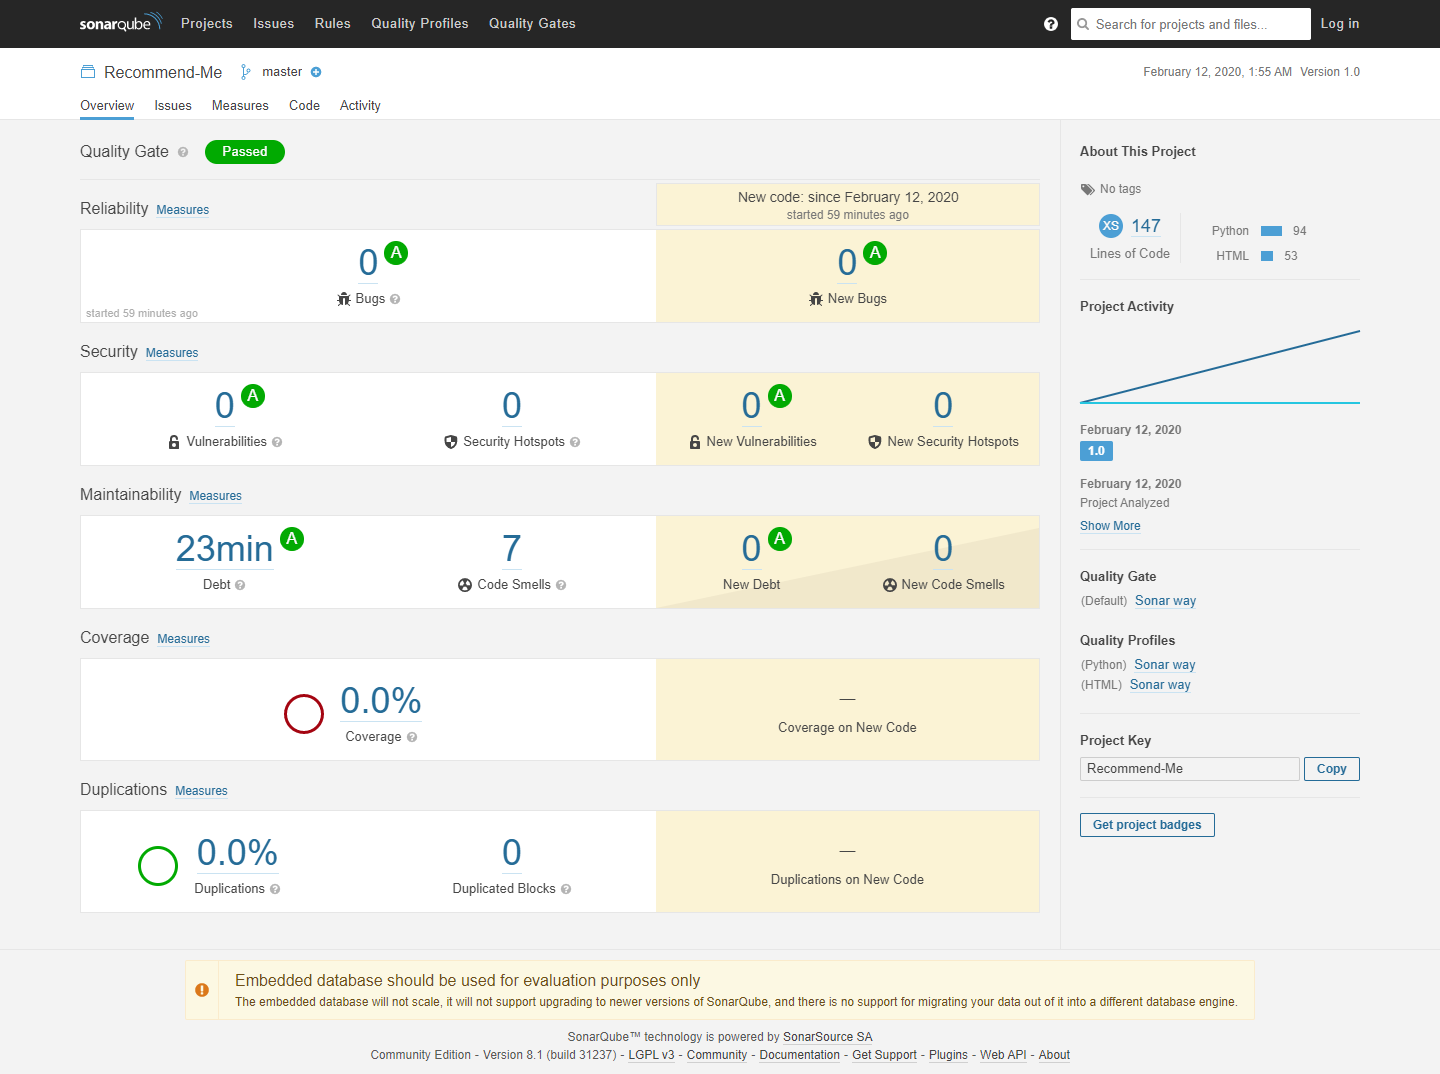 sonarqube Projects Issues Rules Quality Profiles Quality Gates ? Search for projects and files... Log in
Recommend-Me master February 12, 2020, 1:55 AM Version 1.0
Overview Issues Measures Code Activity
Quality Gate ? Passed
Reliability Measures
New code: since February 12, 2020
started 59 minutes ago
0 A
Bugs ?
started 59 minutes ago
0 A
New Bugs
Security Measures
0 A
Vulnerabilities ?
0
Security Hotspots ?
0 A
New Vulnerabilities
0
New Security Hotspots
Maintainability Measures
23min A
Debt ?
7
Code Smells ?
0 A
New Debt
0
New Code Smells
Coverage Measures
0.0%
Coverage ?
—
Coverage on New Code
Duplications Measures
0.0%
Duplications ?
0
Duplicated Blocks ?
—
Duplications on New Code
About This Project
No tags
XS 147
Lines of Code
Python 94
HTML 53
Project Activity
February 12, 2020
1.0
February 12, 2020
Project Analyzed
Show More
Quality Gate
(Default) Sonar way
Quality Profiles
(Python) Sonar way
(HTML) Sonar way
Project Key
Recommend-Me Copy
Get project badges
Embedded database should be used for evaluation purposes only
The embedded database will not scale, it will not support upgrading to newer versions of SonarQube, and there is no support for migrating your data out of it into a different database engine.
SonarQube™ technology is powered by SonarSource SA
Community Edition - Version 8.1 (build 31237) - LGPL v3 - Community - Documentation - Get Support - Plugins - Web API - About